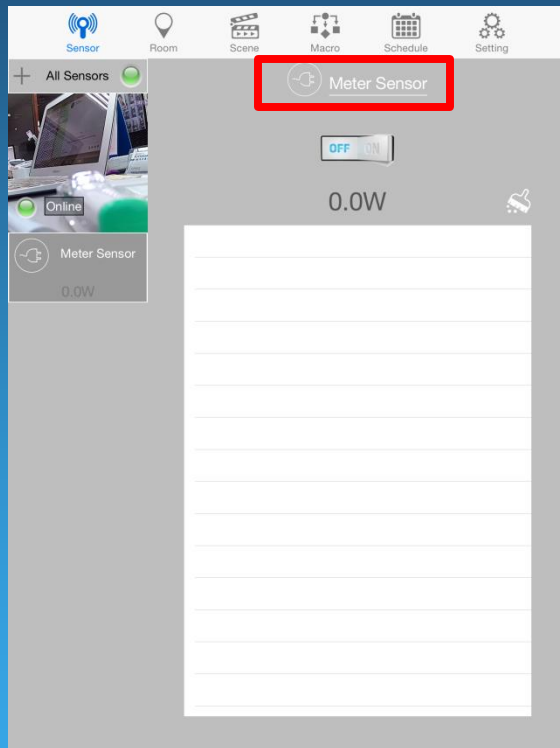 Sensor
Room
Scene
Macro
Schedule
Setting
All Sensors
Meter Sensor
OFF ON
Online
0.0W
Meter Sensor
0.0W